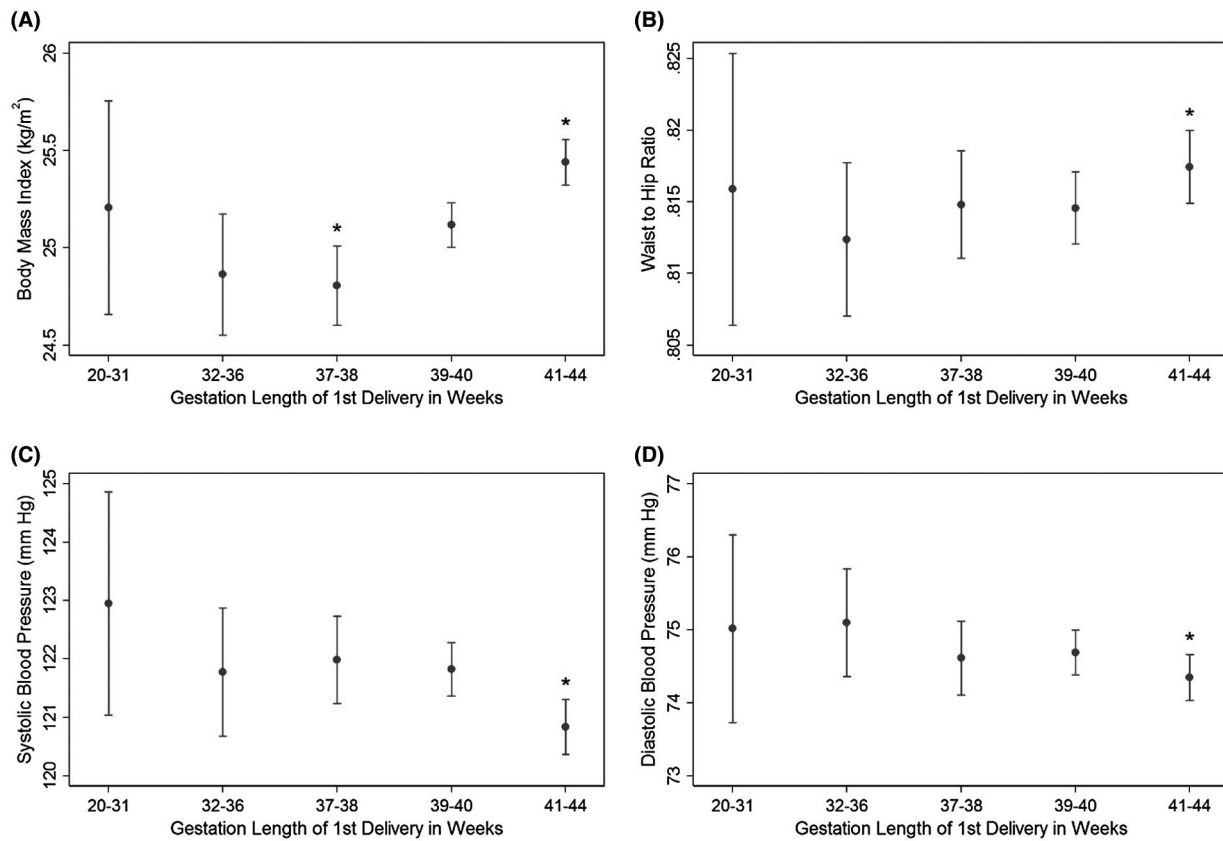 (A)
26
25.5
25
24.5
Body Mass Index (kg/m²)
*
*
20-31 32-36 37-38 39-40 41-44
Gestation Length of 1st Delivery in Weeks
(B)
.825
.82
.815
.81
.805
Waist to Hip Ratio
*
20-31 32-36 37-38 39-40 41-44
Gestation Length of 1st Delivery in Weeks
(C)
125
124
123
122
121
120
Systolic Blood Pressure (mm Hg)
*
20-31 32-36 37-38 39-40 41-44
Gestation Length of 1st Delivery in Weeks
(D)
77
76
75
74
73
Diastolic Blood Pressure (mm Hg)
*
20-31 32-36 37-38 39-40 41-44
Gestation Length of 1st Delivery in Weeks